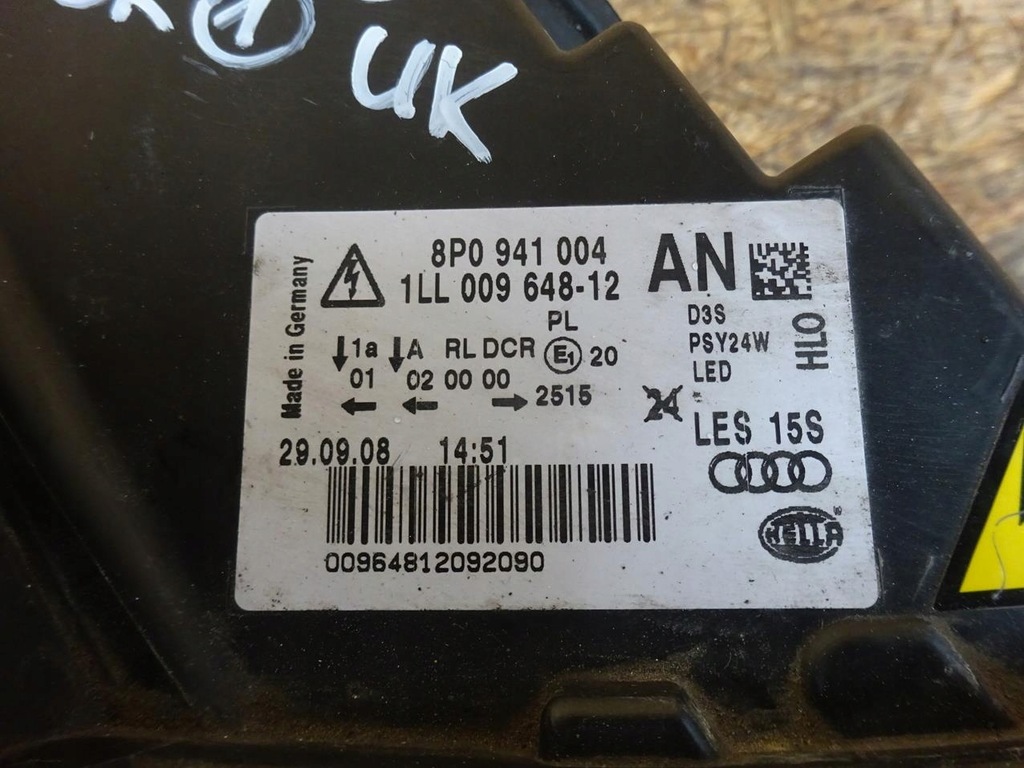 UK
8P0 941 004 AN
1LL 009 648-12
Made in Germany
PL
D3S
PSY24W
LED
HLO
1a A RL DCR E1 20
01 02 00 00
2515
24
LES 15S
29.09.08 14:51
00964812092090
HELLA